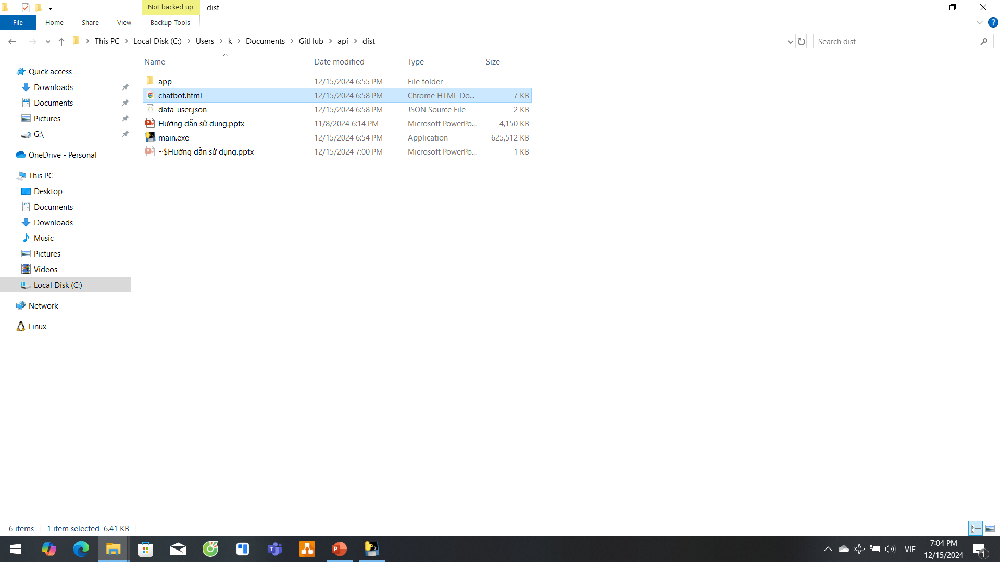 Not backed up dist
File Home Share View Backup Tools
This PC Local Disk (C:) Users k Documents GitHub api dist Search dist
Name Date modified Type Size
Quick access
Downloads
Documents
Pictures
G:\
OneDrive - Personal
This PC
Desktop
Documents
Downloads
Music
Pictures
Videos
Local Disk (C:)
Network
Linux
app 12/15/2024 6:55 PM File folder
chatbot.html 12/15/2024 6:58 PM Chrome HTML Do... 7 KB
data_user.json 12/15/2024 6:58 PM JSON Source File 2 KB
Hướng dẫn sử dụng.pptx 11/8/2024 6:14 PM Microsoft PowerPo... 4,150 KB
main.exe 12/15/2024 6:54 PM Application 625,512 KB
~$Hướng dẫn sử dụng.pptx 12/15/2024 7:00 PM Microsoft PowerPo... 1 KB
6 items 1 item selected 6.41 KB
VIE 7:04 PM
12/15/2024 1